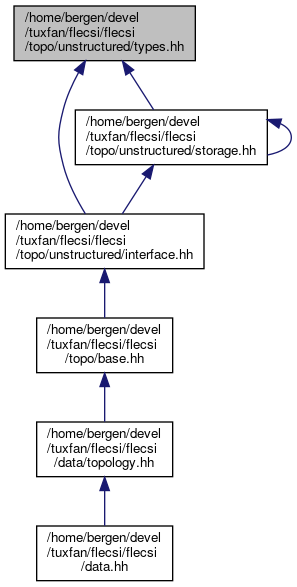 /home/bergen/devel
/tuxfan/flecsi/flecsi
/topo/unstructured/types.hh
/home/bergen/devel
/tuxfan/flecsi/flecsi
/topo/unstructured/storage.hh
/home/bergen/devel
/tuxfan/flecsi/flecsi
/topo/unstructured/interface.hh
/home/bergen/devel
/tuxfan/flecsi/flecsi
/topo/base.hh
/home/bergen/devel
/tuxfan/flecsi/flecsi
/data/topology.hh
/home/bergen/devel
/tuxfan/flecsi/flecsi
/data.hh